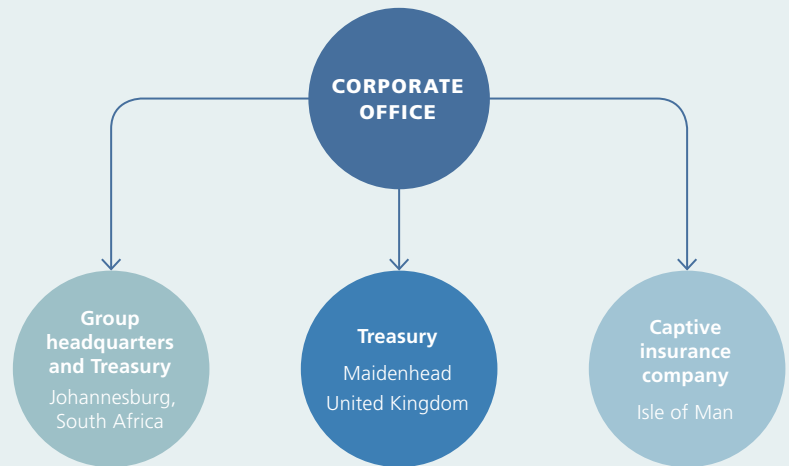 CORPORATE
OFFICE
Group
headquarters
and Treasury
Johannesburg,
South Africa
Treasury
Maidenhead
United Kingdom
Captive
insurance
company
Isle of Man